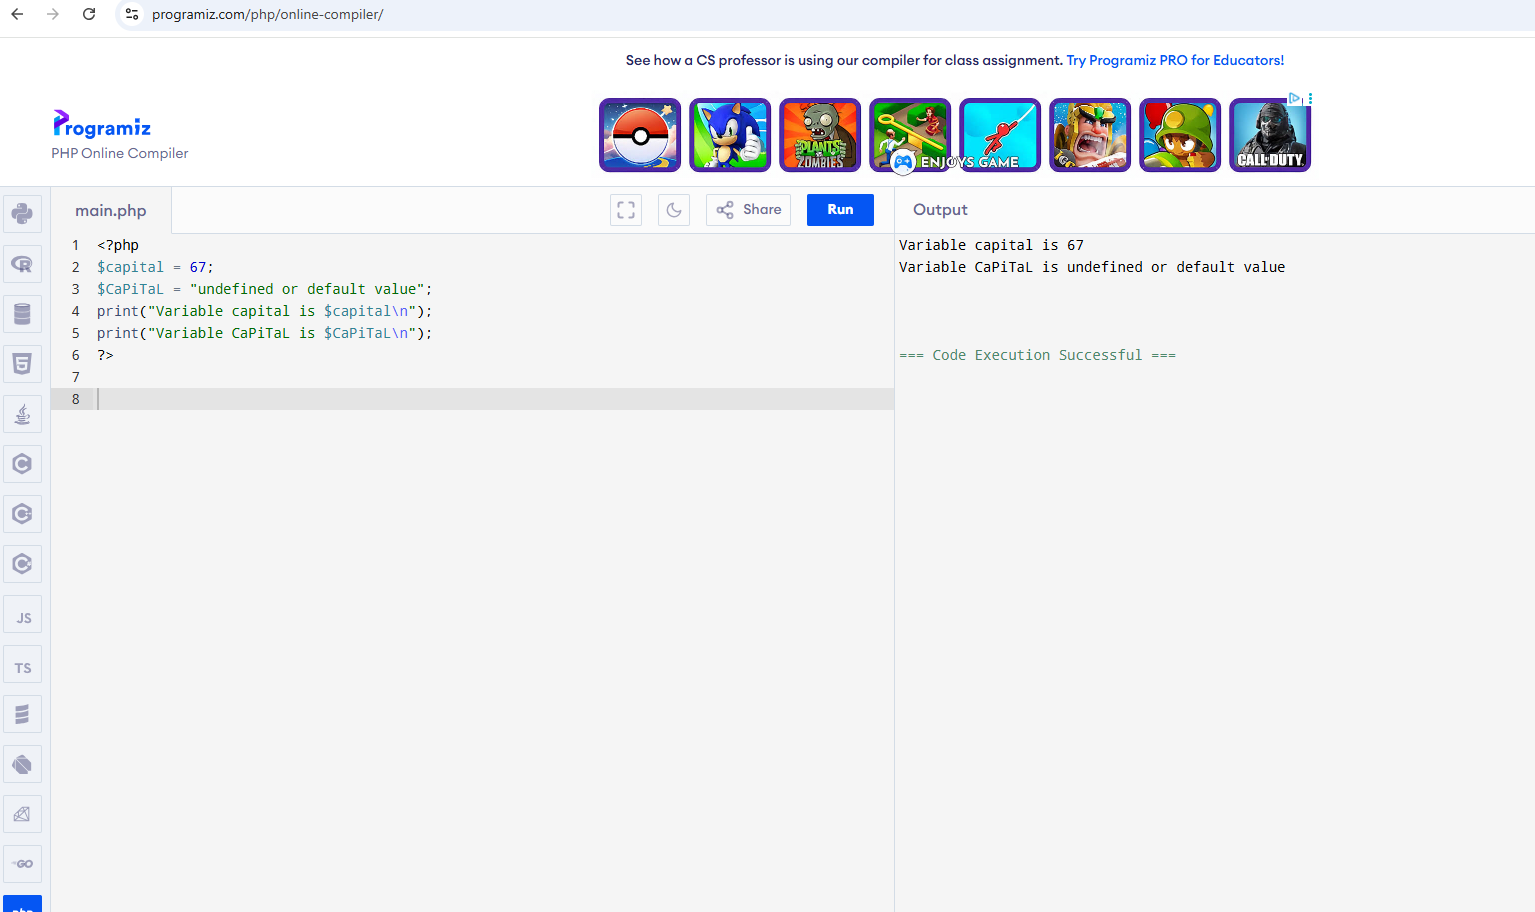 programiz.com/php/online-compiler/
See how a CS professor is using our compiler for class assignment. Try Programiz PRO for Educators!
Programiz
PHP Online Compiler
PLANTS
VS
ZOMBIES
ENJOYS GAME
CALL OF DUTY
main.php
Share
Run
Output
1 <?php
2 $capital = 67;
3 $CaPiTaL = "undefined or default value";
4 print("Variable capital is $capital\n");
5 print("Variable CaPiTaL is $CaPiTaL\n");
6 ?>
7
8
Variable capital is 67
Variable CaPiTaL is undefined or default value
=== Code Execution Successful ===
R
5
C
C
C
JS
TS
GO
php